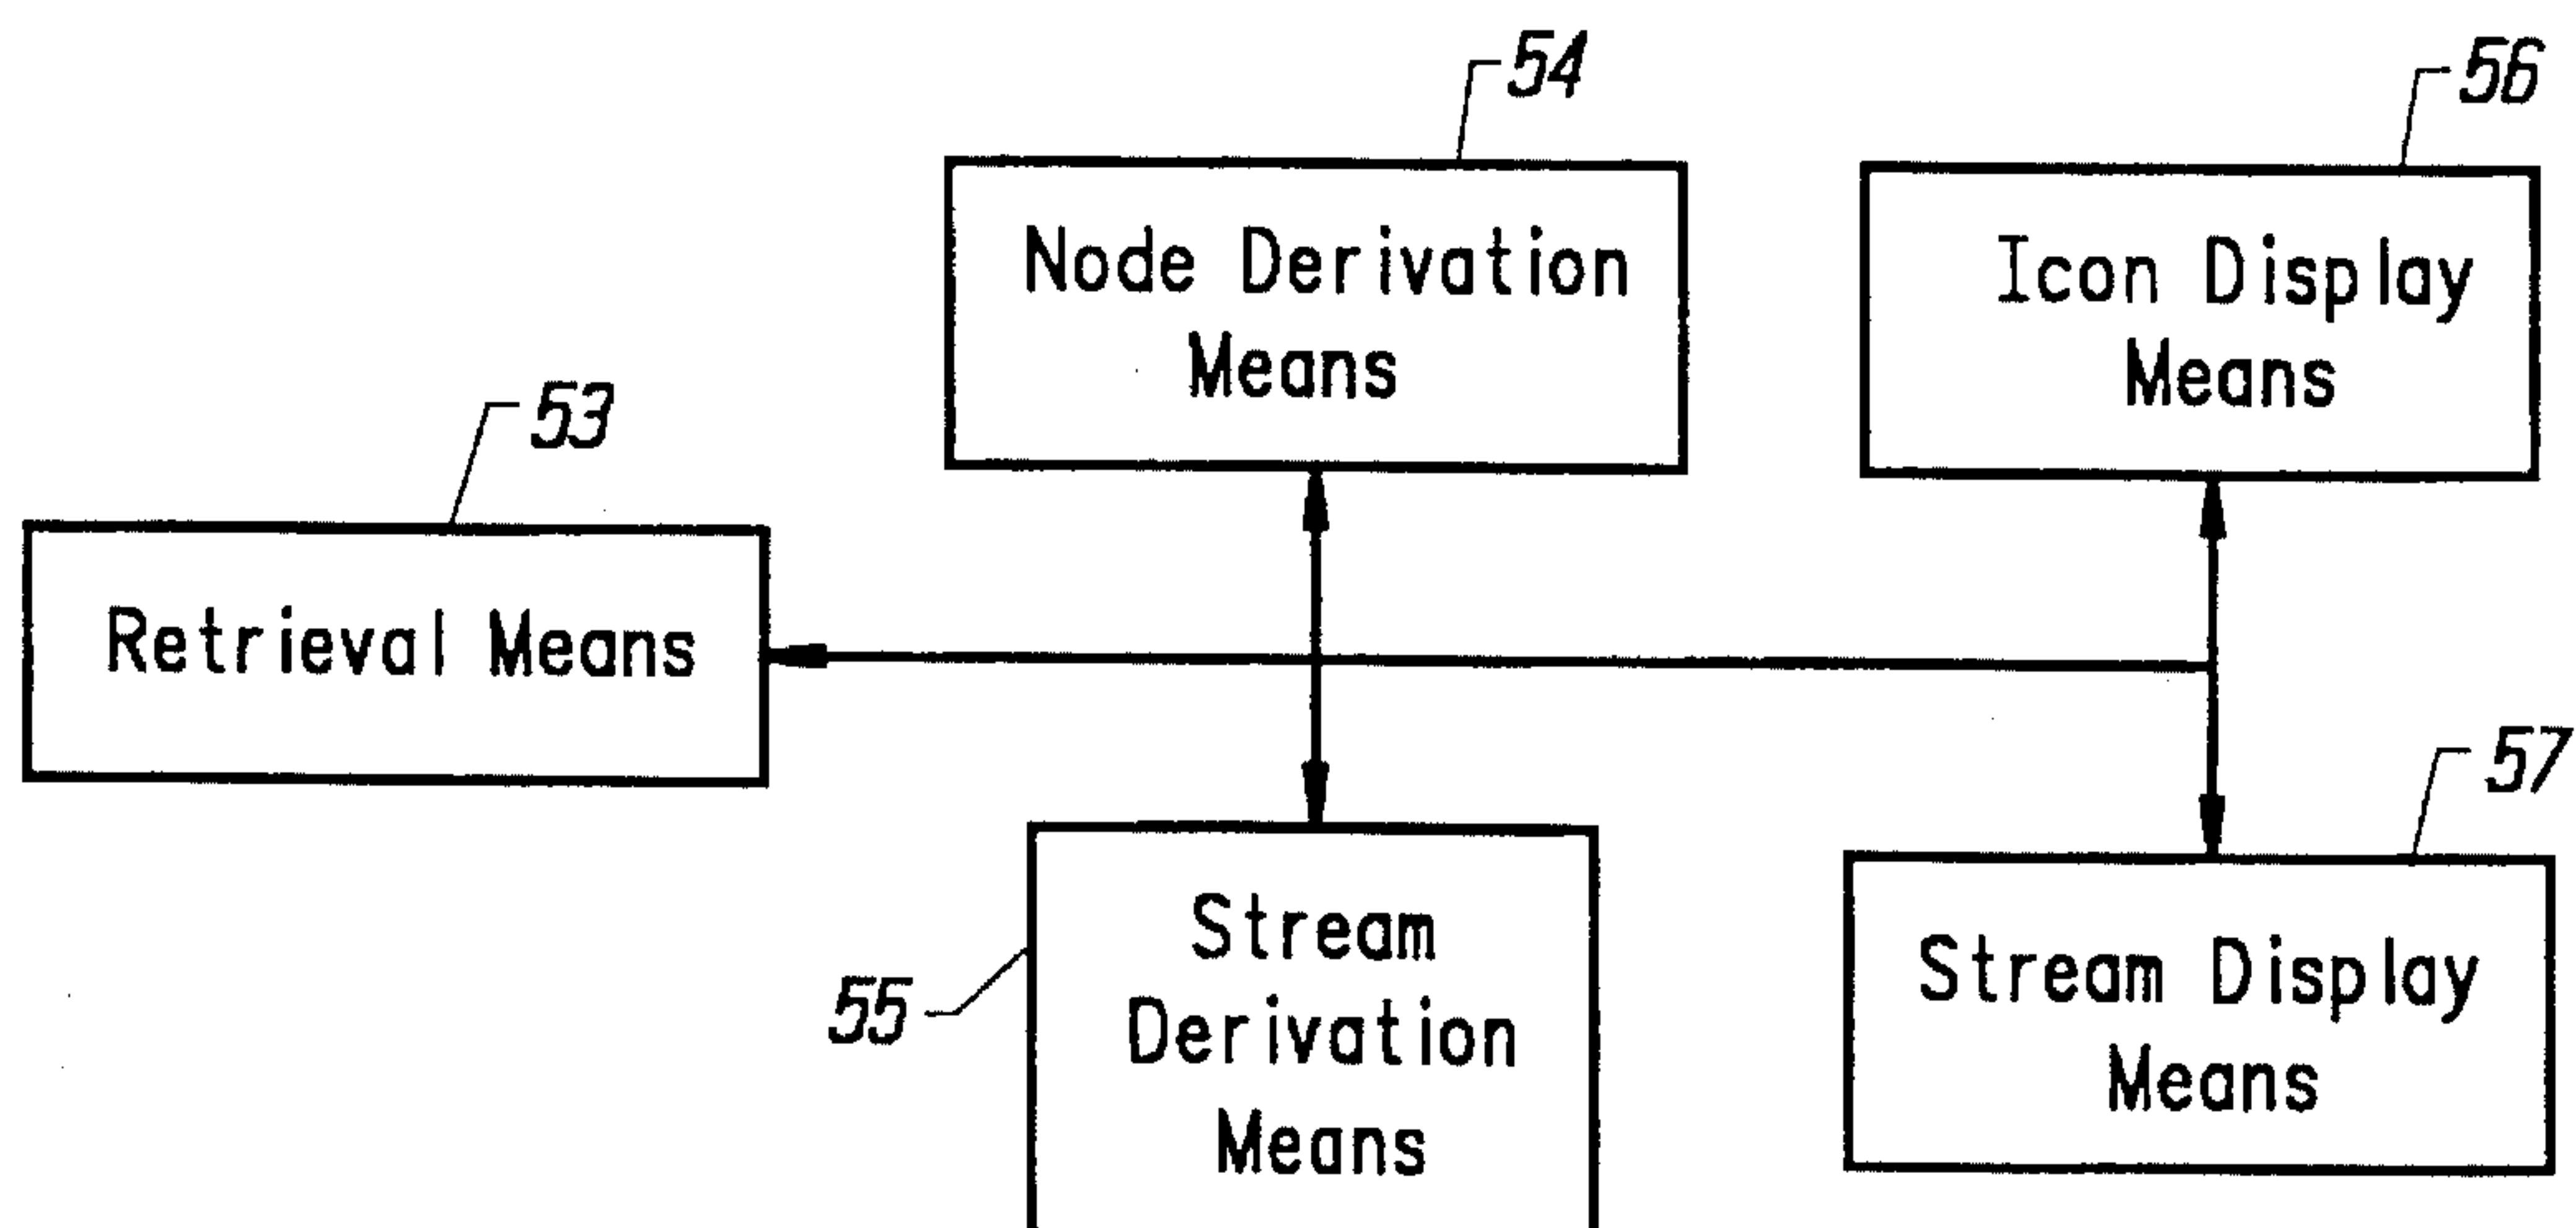 54
Node Derivation
Means
56
Icon Display
Means
53
Retrieval Means
55
Stream
Derivation
Means
57
Stream Display
Means